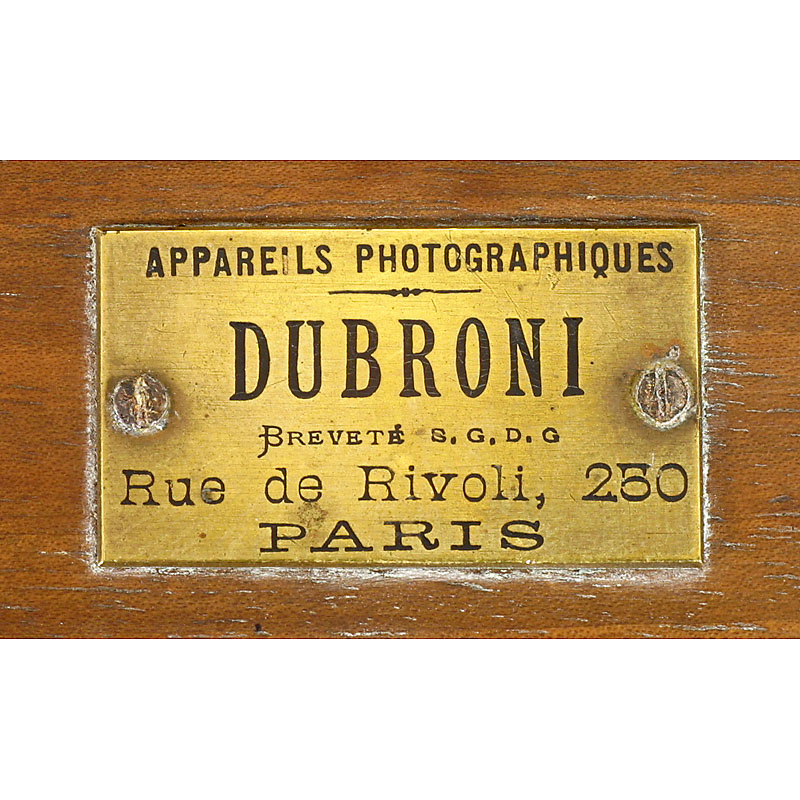 APPAREILS PHOTOGRAPHIQUES
DUBRONI
BREVETÉ S.G.D.G
Rue de Rivoli, 250
PARIS